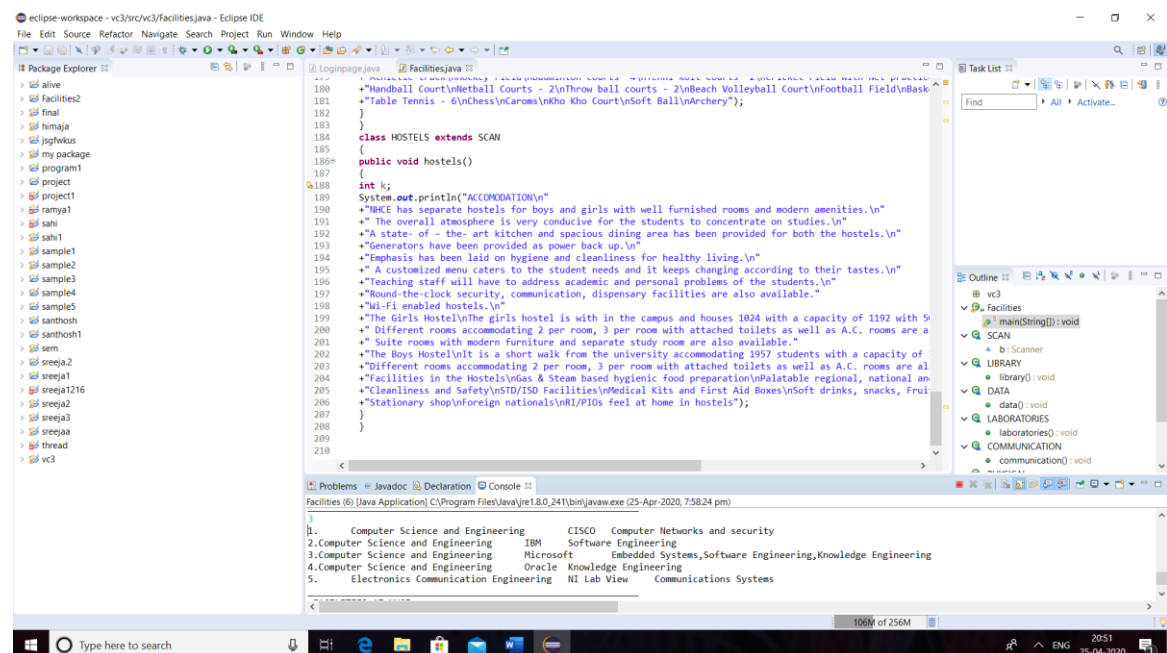 eclipse-workspace - vc3/src/vc3/Facilities.java - Eclipse IDE
File Edit Source Refactor Navigate Search Project Run Window Help
Package Explorer
alive
Facilities2
final
himaja
jsgfwkus
my package
program1
project
project1
ramya1
sahi
sahi1
sample1
sample2
sample3
sample4
sample5
santhosh
santhosh1
sem
sreeja.2
sreeja1
sreeja1216
sreeja2
sreeja3
sreejaa
thread
vc3
Loginpage.java Facilities.java
180 +"Handball Court\nNetball Courts - 2\nThrow ball courts - 2\nBeach Volleyball Court\nFootball Field\nBask
181 +"Table Tennis - 6\nChess\nCaroms\nKho Kho Court\nSoft Ball\nArchery");
182 }
183 }
184 class HOSTELS extends SCAN
185 {
186 public void hostels()
187 {
188 int k;
189 System.out.println("ACCOMODATION\n"
190 +"NHCE has separate hostels for boys and girls with well furnished rooms and modern amenities.\n"
191 +" The overall atmosphere is very conducive for the students to concentrate on studies.\n"
192 +"A state- of – the- art kitchen and spacious dining area has been provided for both the hostels.\n"
193 +"Generators have been provided as power back up.\n"
194 +"Emphasis has been laid on hygiene and cleanliness for healthy living.\n"
195 +" A customized menu caters to the student needs and it keeps changing according to their tastes.\n"
196 +"Teaching staff will have to address academic and personal problems of the students.\n"
197 +"Round-the-clock security, communication, dispensary facilities are also available."
198 +"Wi-Fi enabled hostels.\n"
199 +"The Girls Hostel\nThe girls hostel is with in the campus and houses 1024 with a capacity of 1192 with
200 +" Different rooms accommodating 2 per room, 3 per room with attached toilets as well as A.C. rooms are a
201 +" Suite rooms with modern furniture and separate study room are also available."
202 +"The Boys Hostel\nIt is a short walk from the university accommodating 1957 students with a capacity of
203 +"Different rooms accommodating 2 per room, 3 per room with attached toilets as well as A.C. rooms are al
204 +"Facilities in the Hostels\nGas & Steam based hygienic food preparation\nPalatable regional, national an
205 +"Cleanliness and Safety\nSTD/ISD Facilities\nMedical Kits and First Aid Boxes\nSoft drinks, snacks, Frui
206 +"Stationary shop\nForeign nationals\nRI/PIOs feel at home in hostels");
207 }
208 }
209
210
Task List
Find All Activate...
Outline
vc3
Facilities
main(String[]) : void
SCAN
b : Scanner
LIBRARY
library() : void
DATA
data() : void
LABORATORIES
laboratories() : void
COMMUNICATION
communication() : void
Problems Javadoc Declaration Console
Facilities (6) [Java Application] C:\Program Files\Java\jre1.8.0_241\bin\javaw.exe (25-Apr-2020, 7:58:24 pm)
3
1. Computer Science and Engineering CISCO Computer Networks and security
2.Computer Science and Engineering IBM Software Engineering
3.Computer Science and Engineering Microsoft Embedded Systems,Software Engineering,Knowledge Engineering
4.Computer Science and Engineering Oracle Knowledge Engineering
5. Electronics Communication Engineering NI Lab View Communications Systems
106M of 256M
Type here to search
ENG
20:51
25-04-2020